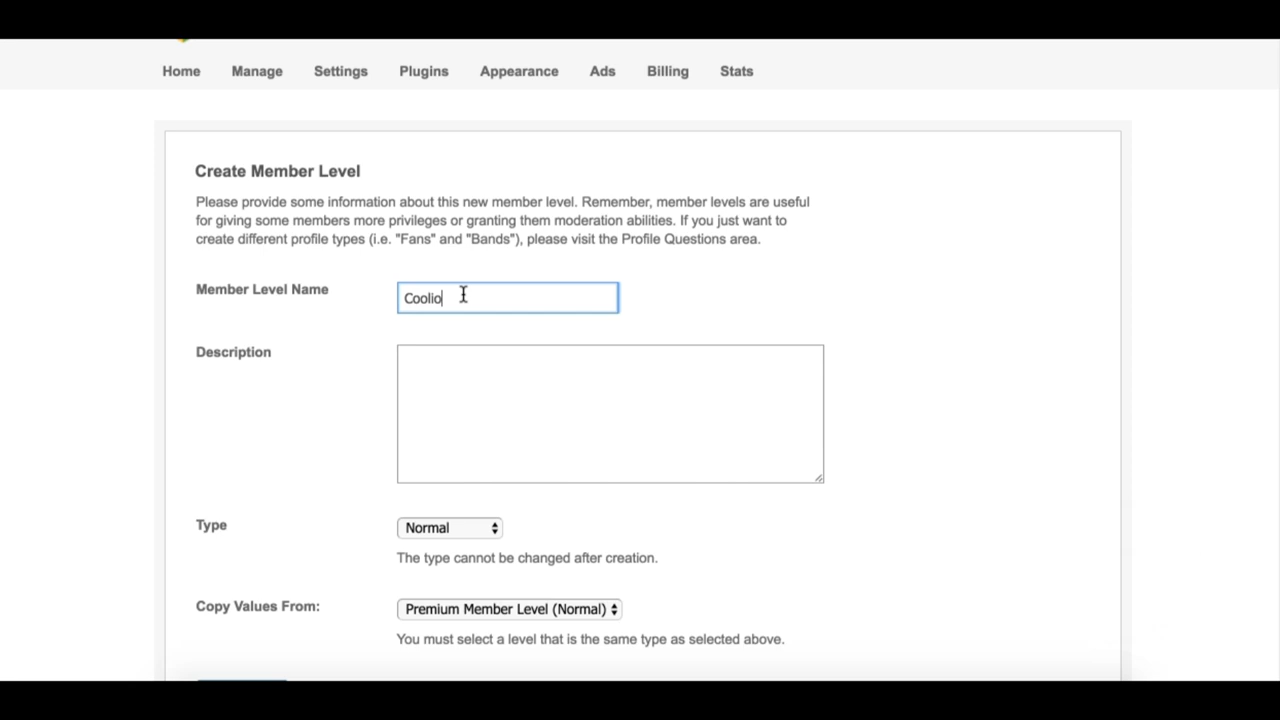 Home Manage Settings Plugins Appearance Ads Billing Stats
Create Member Level
Please provide some information about this new member level. Remember, member levels are useful
for giving some members more privileges or granting them moderation abilities. If you just want to
create different profile types (i.e. "Fans" and "Bands"), please visit the Profile Questions area.
Member Level Name
Coolio
Description
Type
Normal
The type cannot be changed after creation.
Copy Values From:
Premium Member Level (Normal)
You must select a level that is the same type as selected above.